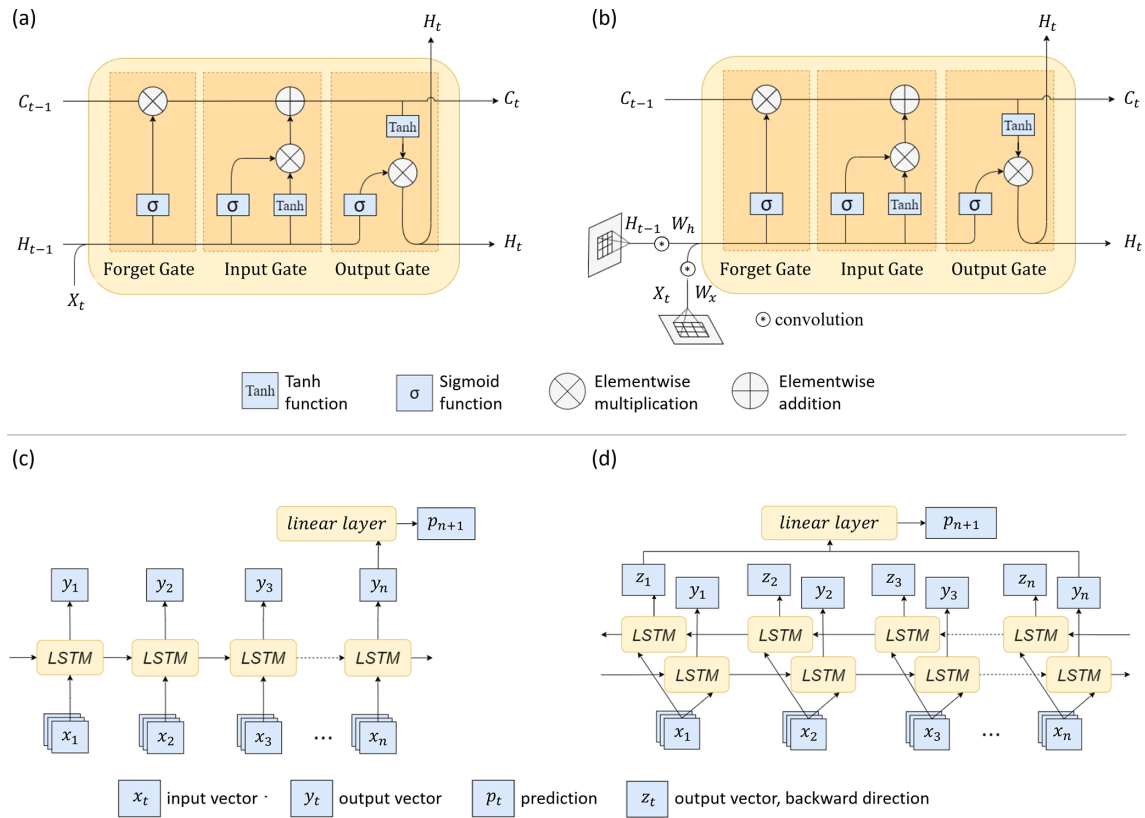 (a)
H_t
C_{t-1}
C_t
Tanh
σ
σ
Tanh
σ
H_{t-1}
H_t
Forget Gate
Input Gate
Output Gate
X_t
(b)
H_t
C_{t-1}
C_t
Tanh
σ
σ
Tanh
σ
H_{t-1}
W_h
H_t
Forget Gate
Input Gate
Output Gate
X_t
W_x
convolution
Tanh
Tanh
function
σ
Sigmoid
function
Elementwise
multiplication
Elementwise
addition
(c)
linear layer
p_{n+1}
y_1
y_2
y_3
y_n
LSTM
LSTM
LSTM
LSTM
x_1
x_2
x_3
...
x_n
(d)
linear layer
p_{n+1}
z_1
y_1
z_2
y_2
z_3
y_3
z_n
y_n
LSTM
LSTM
LSTM
LSTM
LSTM
LSTM
LSTM
LSTM
x_1
x_2
x_3
...
x_n
x_t
input vector
y_t
output vector
p_t
prediction
z_t
output vector, backward direction